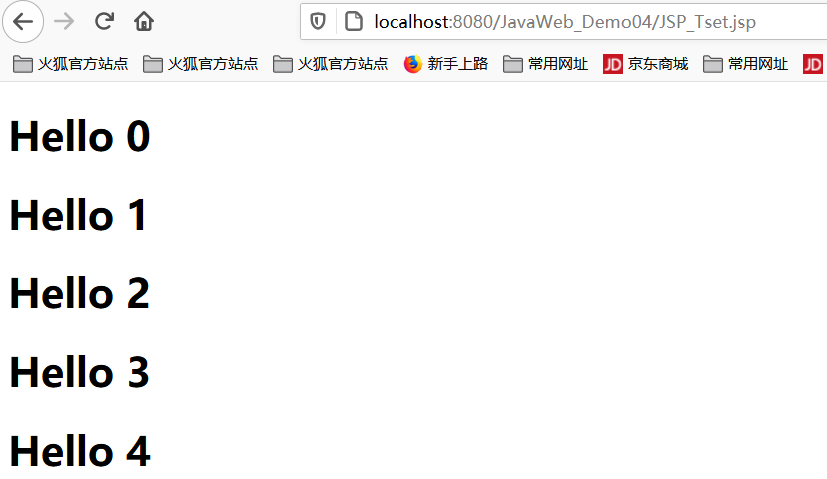 localhost:8080/JavaWeb_Demo04/JSP_Tset.jsp
火狐官方站点 火狐官方站点 火狐官方站点 新手上路 常用网址 JD 京东商城 常用网址 JD
Hello 0
Hello 1
Hello 2
Hello 3
Hello 4